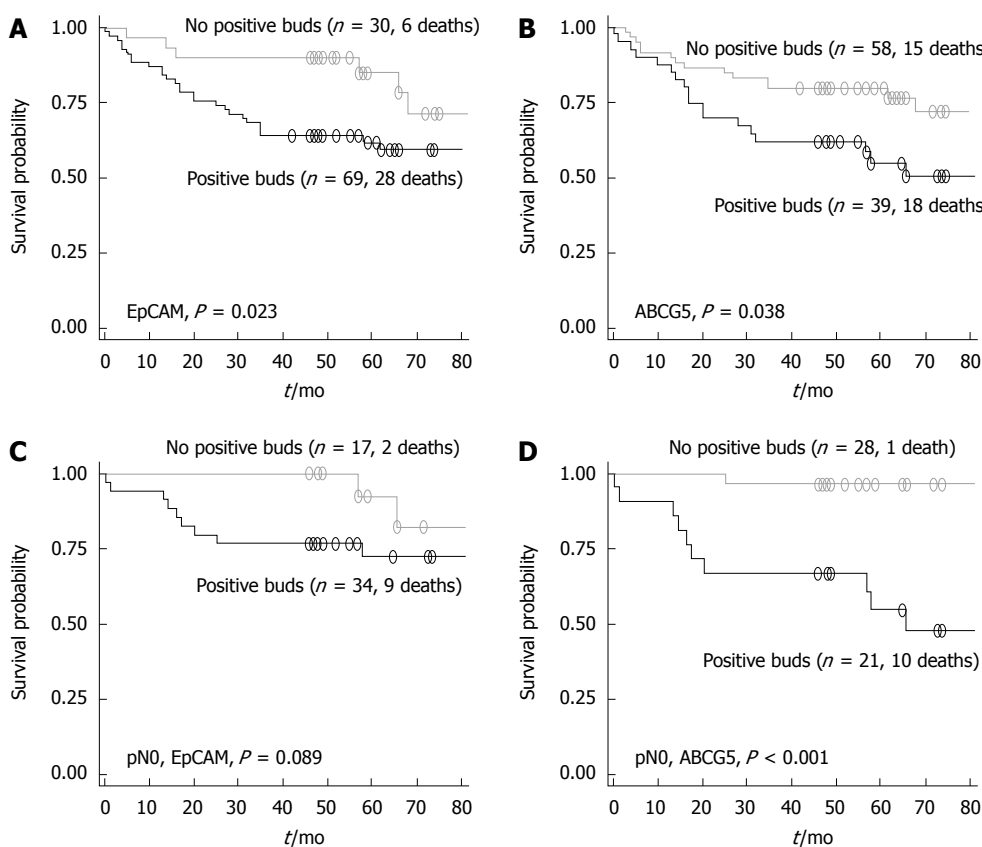 A
No positive buds (n = 30, 6 deaths)
1.00
0.75
0.50
0.25
0.00
Survival probability
Positive buds (n = 69, 28 deaths)
EpCAM, P = 0.023
0 10 20 30 40 50 60 70 80
t/mo
B
No positive buds (n = 58, 15 deaths
1.00
0.75
0.50
0.25
0.00
Survival probability
Positive buds (n = 39, 18 deaths
ABCG5, P = 0.038
0 10 20 30 40 50 60 70 80
t/mo
C
No positive buds (n = 17, 2 deaths)
1.00
0.75
0.50
0.25
0.00
Survival probability
Positive buds (n = 34, 9 deaths)
pN0, EpCAM, P = 0.089
0 10 20 30 40 50 60 70 80
t/mo
D
No positive buds (n = 28, 1 death)
1.00
0.75
0.50
0.25
0.00
Survival probability
Positive buds (n = 21, 10 deaths)
pN0, ABCG5, P < 0.001
0 10 20 30 40 50 60 70 80
t/mo